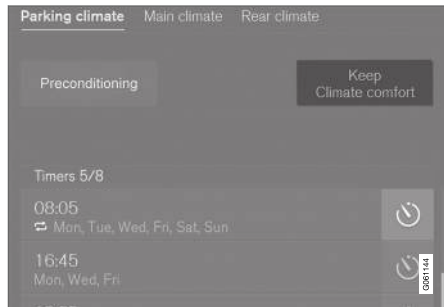 Parking climate Main climate Rear climate
Preconditioning
Keep
Climate comfort
Timers 5/8
08:05
Mon, Tue, Wed, Fri, Sat, Sun
16:45
Mon, Wed, Fri
G061144